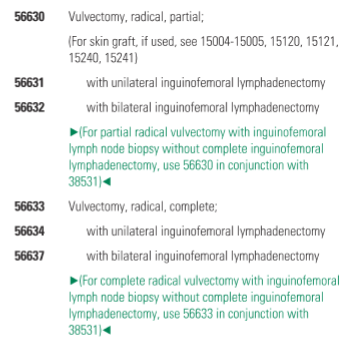 56630 Vulvectomy, radical, partial;
(For skin graft, if used, see 15004-15005, 15120, 15121,
15240, 15241)
56631 with unilateral inguinofemoral lymphadenectomy
56632 with bilateral inguinofemoral lymphadenectomy
►(For partial radical vulvectomy with inguinofemoral
lymph node biopsy without complete inguinofemoral
lymphadenectomy, use 56630 in conjunction with
38531)◄
56633 Vulvectomy, radical, complete;
56634 with unilateral inguinofemoral lymphadenectomy
56637 with bilateral inguinofemoral lymphadenectomy
►(For complete radical vulvectomy with inguinofemoral
lymph node biopsy without complete inguinofemoral
lymphadenectomy, use 56633 in conjunction with
38531)◄